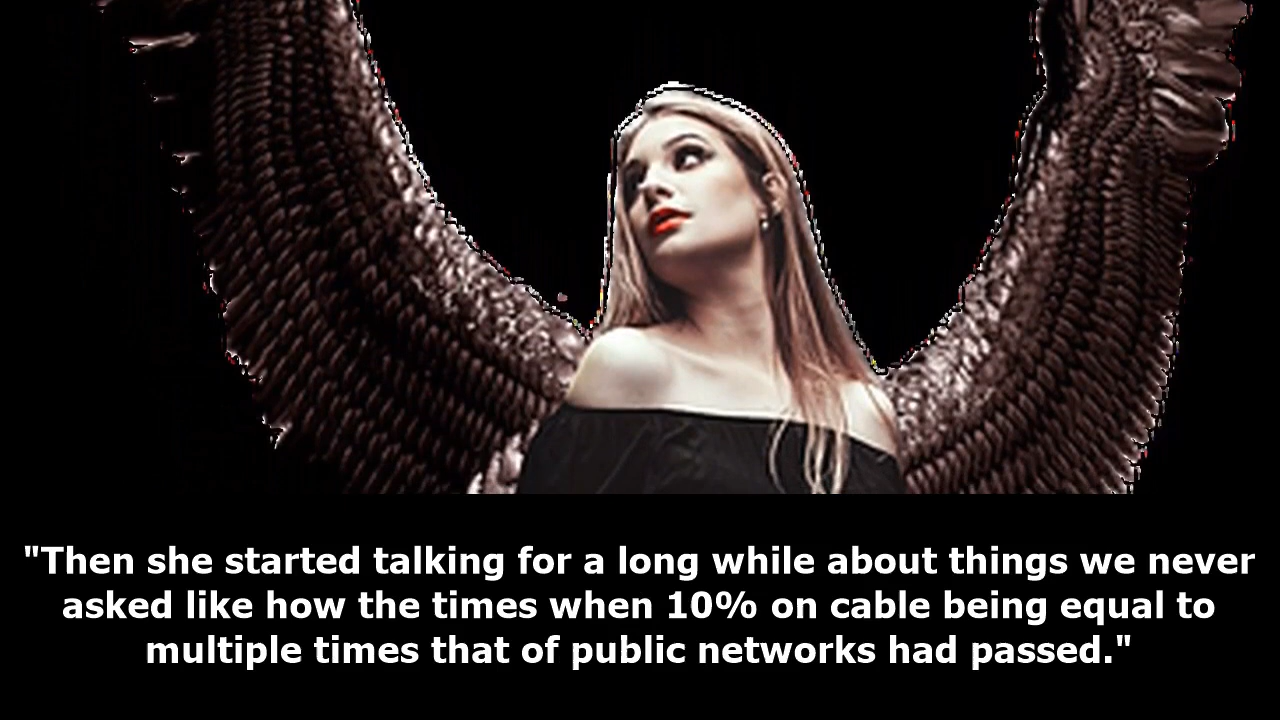 "Then she started talking for a long while about things we never
asked like how the times when 10% on cable being equal to
multiple times that of public networks had passed."